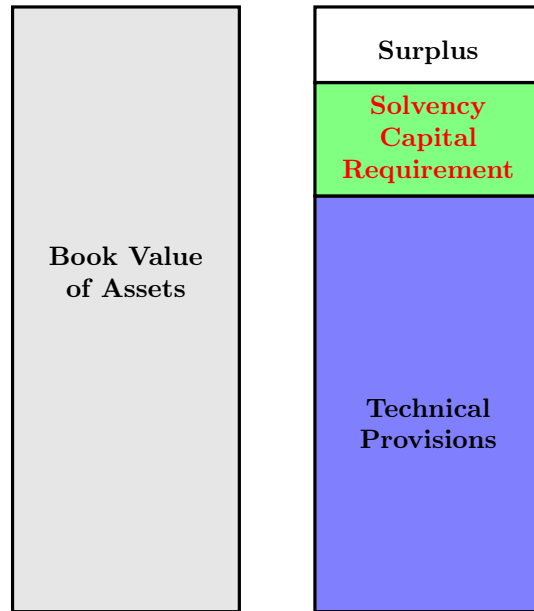 Book Value
of Assets
Surplus
Solvency
Capital
Requirement
Technical
Provisions